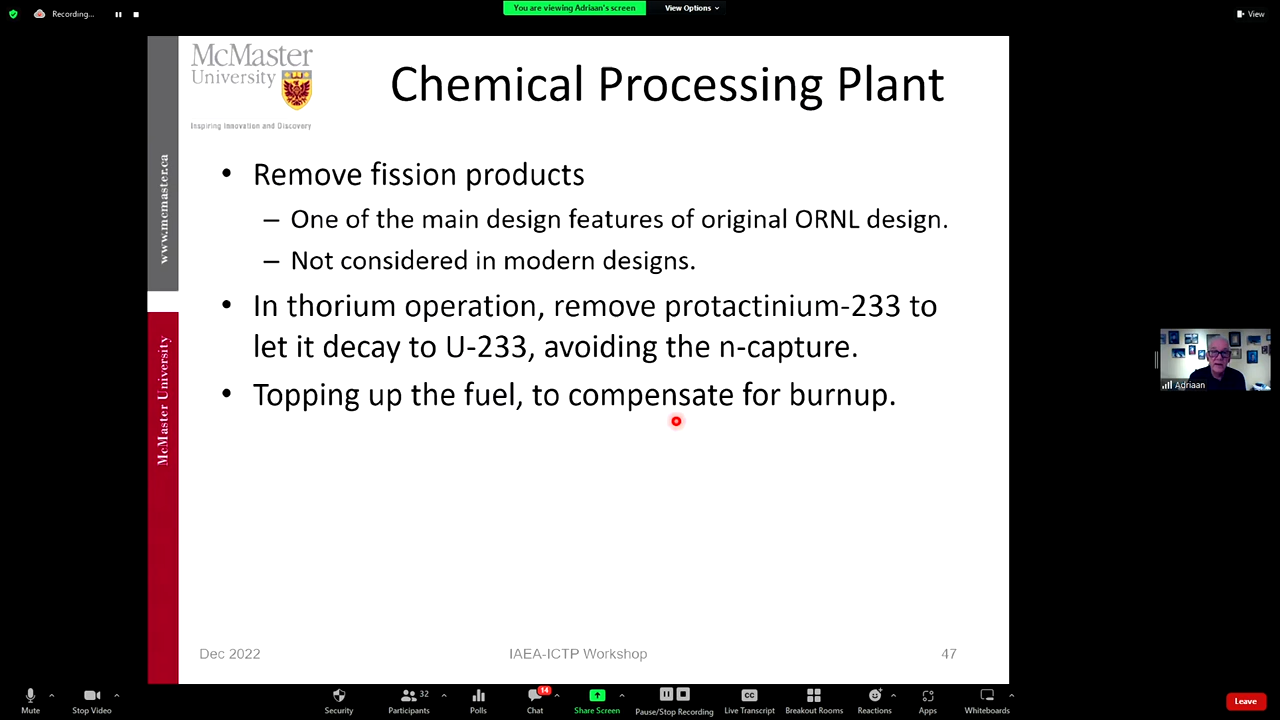 Recording...
You are viewing Adriaan's screen
View Options
View
McMaster
University
Inspiring Innovation and Discovery
www.mcmaster.ca
McMaster University
Chemical Processing Plant
• Remove fission products
– One of the main design features of original ORNL design.
– Not considered in modern designs.
• In thorium operation, remove protactinium-233 to
let it decay to U-233, avoiding the n-capture.
• Topping up the fuel, to compensate for burnup.
Adriaan
Dec 2022
IAEA-ICTP Workshop
47
Mute
Stop Video
Security
Participants
32
Polls
Chat
14
Share Screen
Pause/Stop Recording
CC
Live Transcript
Breakout Rooms
Reactions
Apps
Whiteboards
Leave